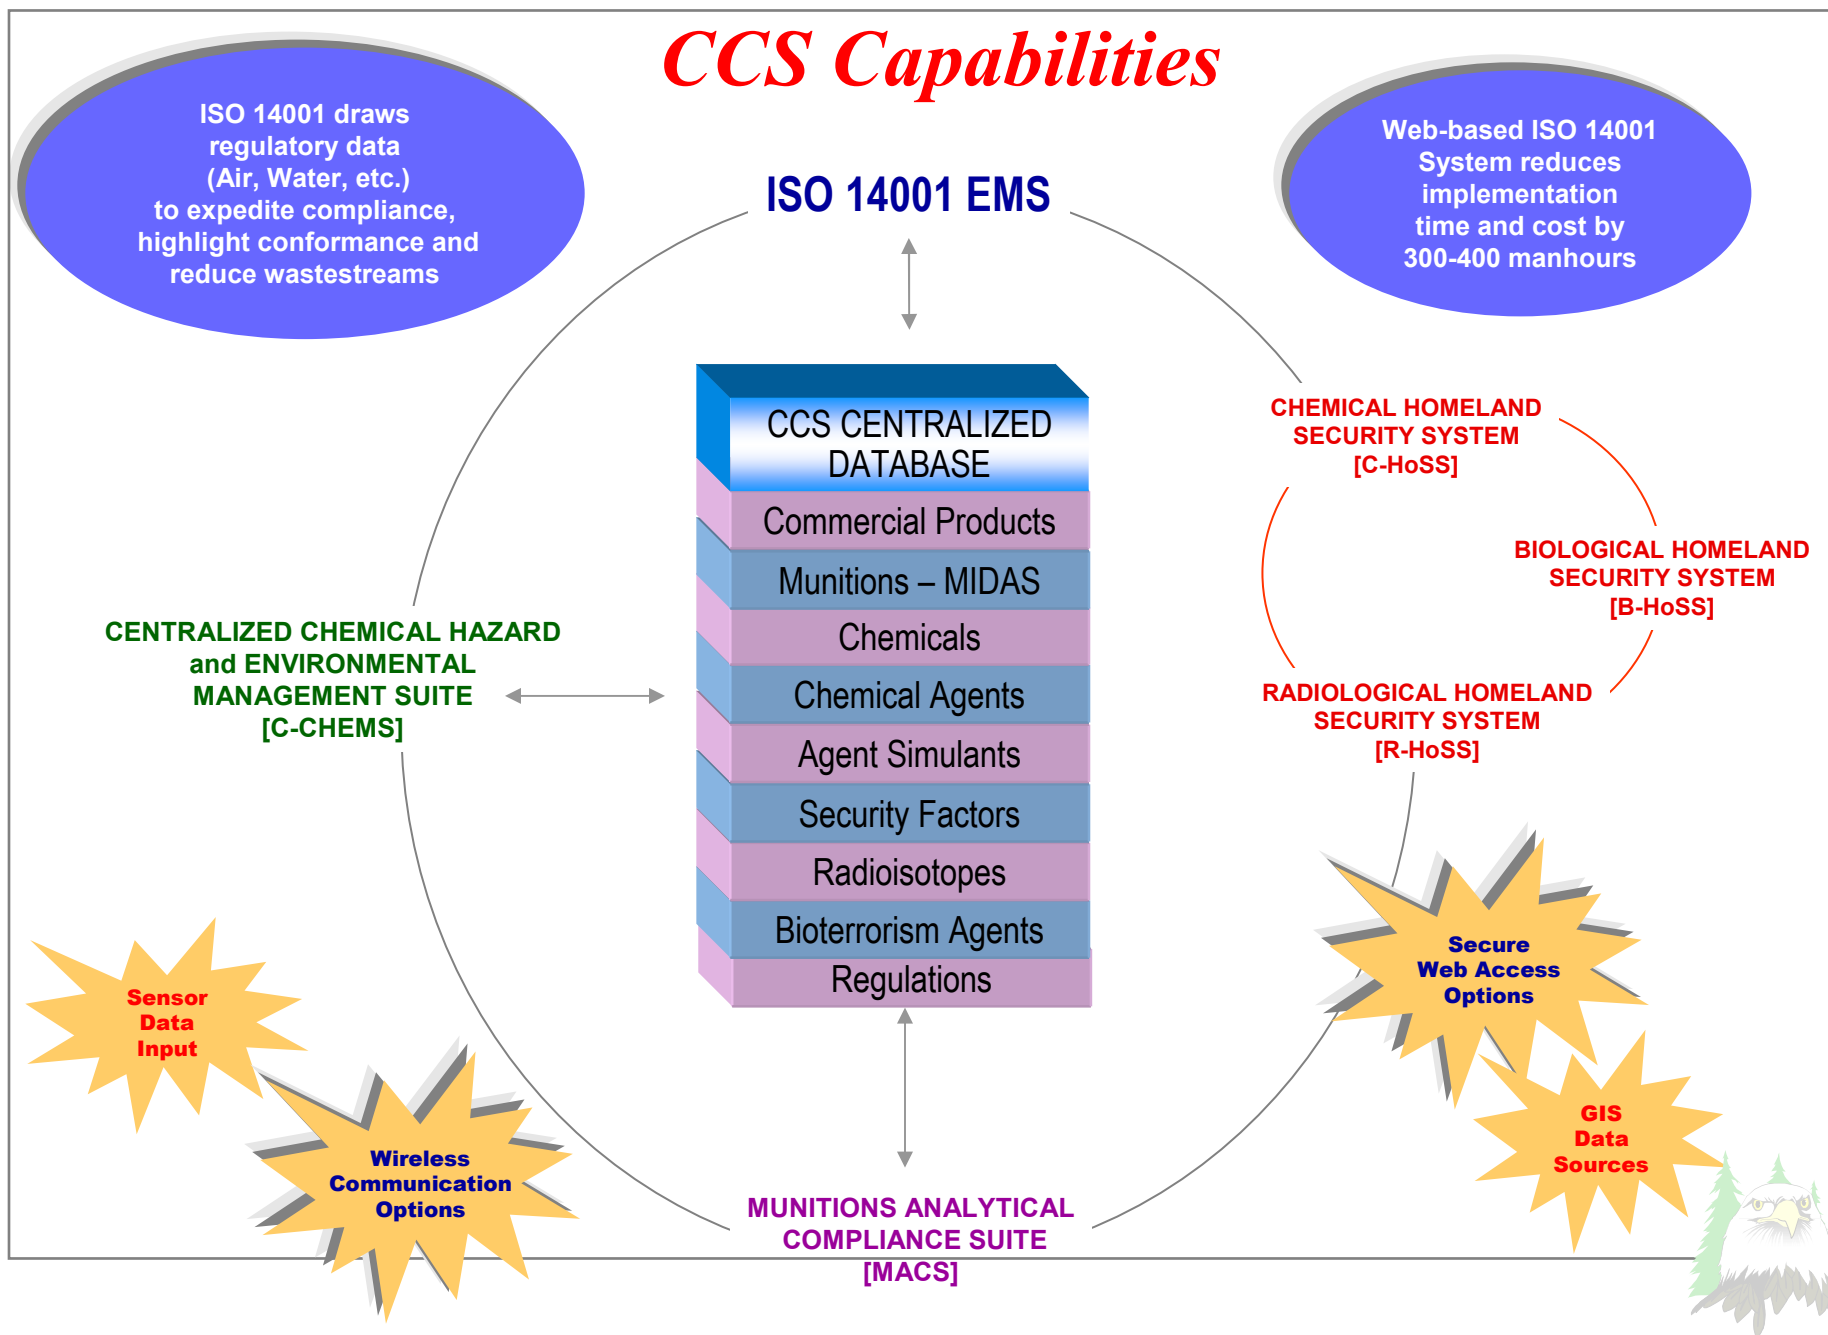 CCS Capabilities
ISO 14001 draws
regulatory data
(Air, Water, etc.)
to expedite compliance,
highlight conformance and
reduce wastestreams
Web-based ISO 14001
System reduces
implementation
time and cost by
300-400 manhours
ISO 14001 EMS
CCS CENTRALIZED
DATABASE
Commercial Products
Munitions – MIDAS
Chemicals
Chemical Agents
Agent Simulants
Security Factors
Radioisotopes
Bioterrorism Agents
Regulations
CHEMICAL HOMELAND
SECURITY SYSTEM
[C-HoSS]
BIOLOGICAL HOMELAND
SECURITY SYSTEM
[B-HoSS]
RADIOLOGICAL HOMELAND
SECURITY SYSTEM
[R-HoSS]
CENTRALIZED CHEMICAL HAZARD
and ENVIRONMENTAL
MANAGEMENT SUITE
[C-CHEMS]
Sensor
Data
Input
Wireless
Communication
Options
Secure
Web Access
Options
GIS
Data
Sources
MUNITIONS ANALYTICAL
COMPLIANCE SUITE
[MACS]